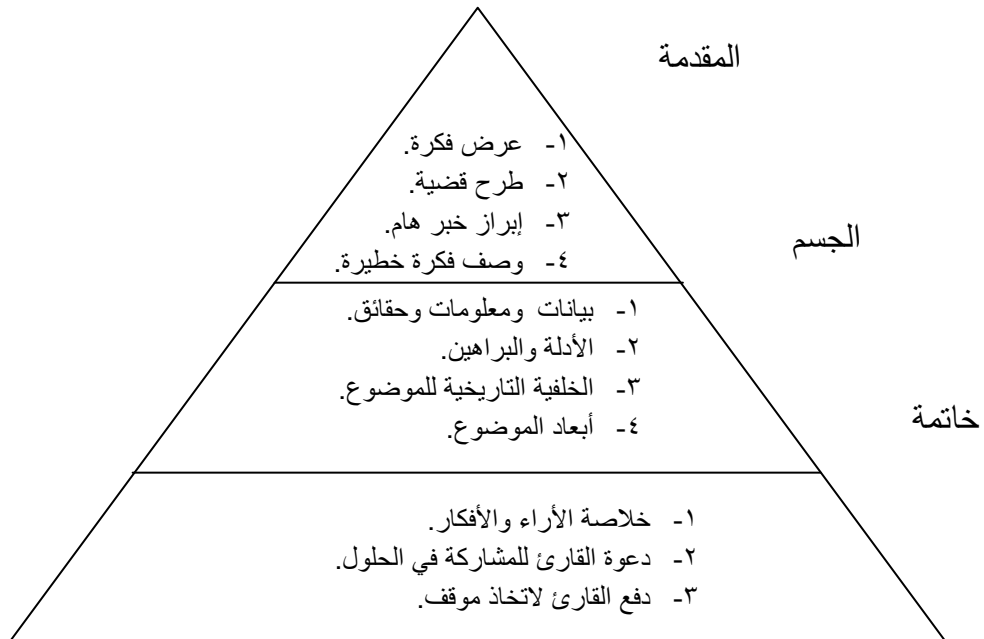 المقدمة
١- عرض فكرة.
٢- طرح قضية.
٣- إبراز خبر هام.
٤- وصف فكرة خطيرة.
الجسم
١- بيانات ومعلومات وحقائق.
٢- الأدلة والبراهين.
٣- الخلفية التاريخية للموضوع.
٤- أبعاد الموضوع.
خاتمة
١- خلاصة الأراء والأفكار.
٢- دعوة القارئ للمشاركة في الحلول.
٣- دفع القارئ لاتخاذ موقف.